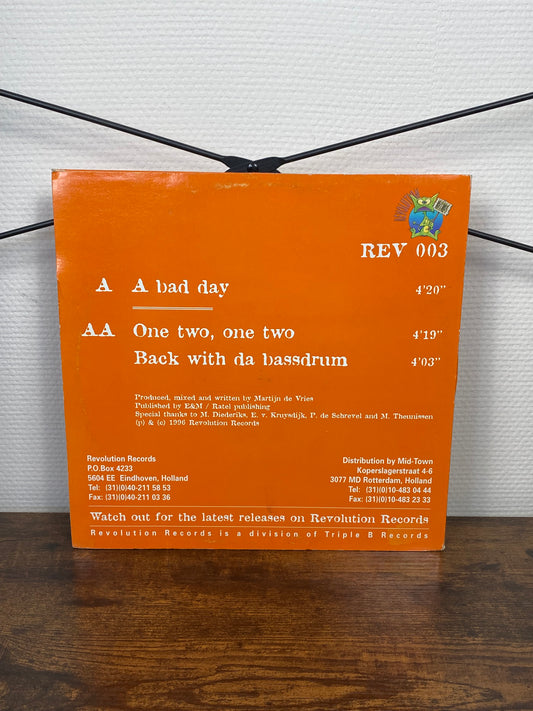 REV 003
A A bad day 4'20"
AA One two, one two 4'19"
Back with da bassdrum 4'03"
Produced, mixed and written by Martijn de Vries
Published by E&M / Ratel publishing
Special thanks to M. Diederiks, E. v. Kruysdijk, P. de Schrevel and M. Theunissen
(p) & (c) 1996 Revolution Records
Revolution Records
P.O.Box 4233
5604 EE Eindhoven, Holland
Tel: (31)(0)40-211 58 53
Fax: (31)(0)40-211 03 36
Distribution by Mid-Town
Koperslagerstraat 4-6
3077 MD Rotterdam, Holland
Tel: (31)(0)10-483 04 44
Fax: (31)(0)10-483 23 33
Watch out for the latest releases on Revolution Records
Revolution Records is a division of Triple B Records